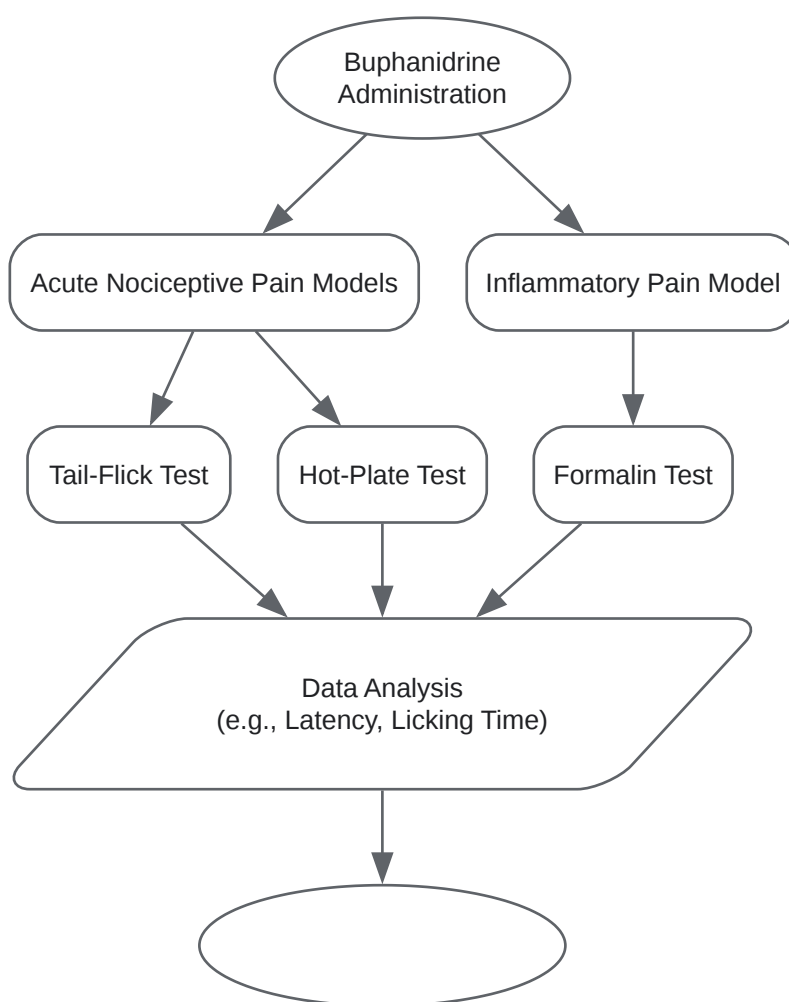 Buphanidrine
Administration
Acute Nociceptive Pain Models
Inflammatory Pain Model
Tail-Flick Test
Hot-Plate Test
Formalin Test
Data Analysis
(e.g., Latency, Licking Time)